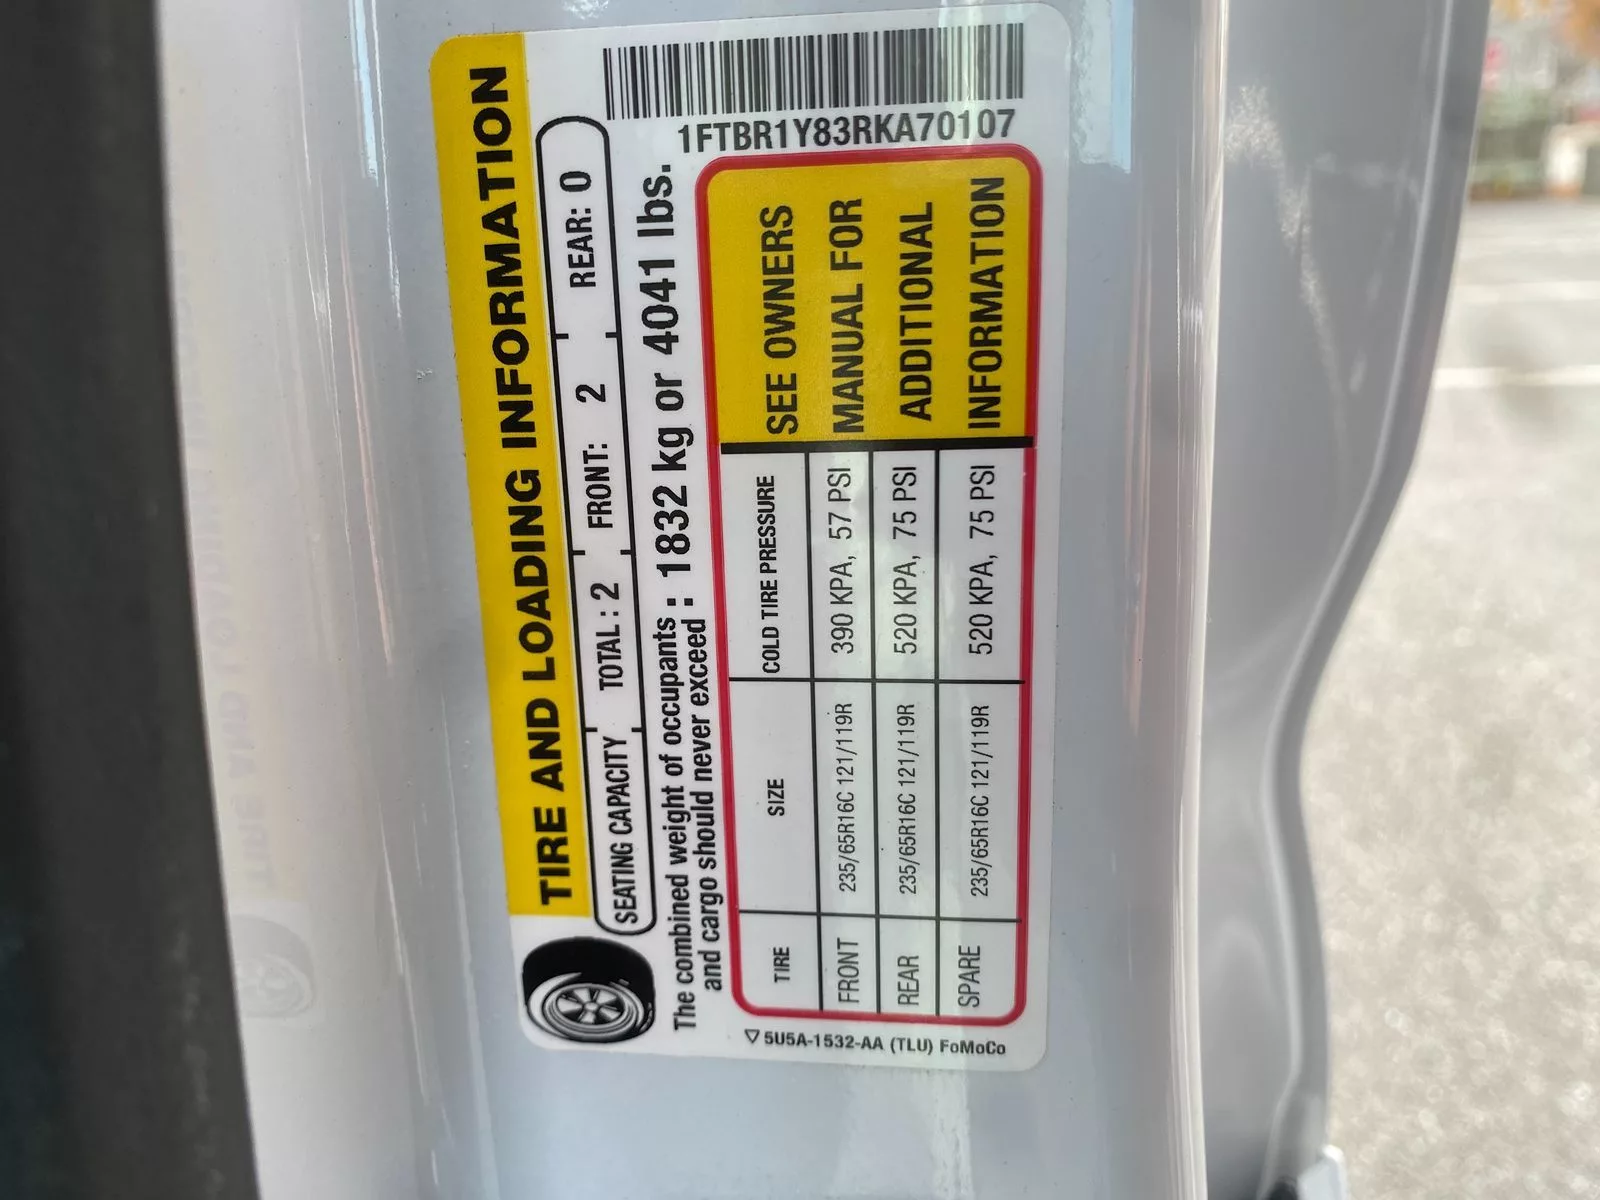 TIRE AND LOADING INFORMATION
SEATING CAPACITY TOTAL : 2 FRONT: 2 REAR: 0
The combined weight of occupants and cargo should never exceed : 1832 kg or 4041 lbs.
TIRE SIZE COLD TIRE PRESSURE
FRONT 235/65R16C 121/119R 390 KPA, 57 PSI
REAR 235/65R16C 121/119R 520 KPA, 75 PSI
SPARE 235/65R16C 121/119R 520 KPA, 75 PSI
SEE OWNERS
MANUAL FOR
ADDITIONAL
INFORMATION
5U5A-1532-AA (TLU) FoMoCo
1FTBR1Y83RKA70107